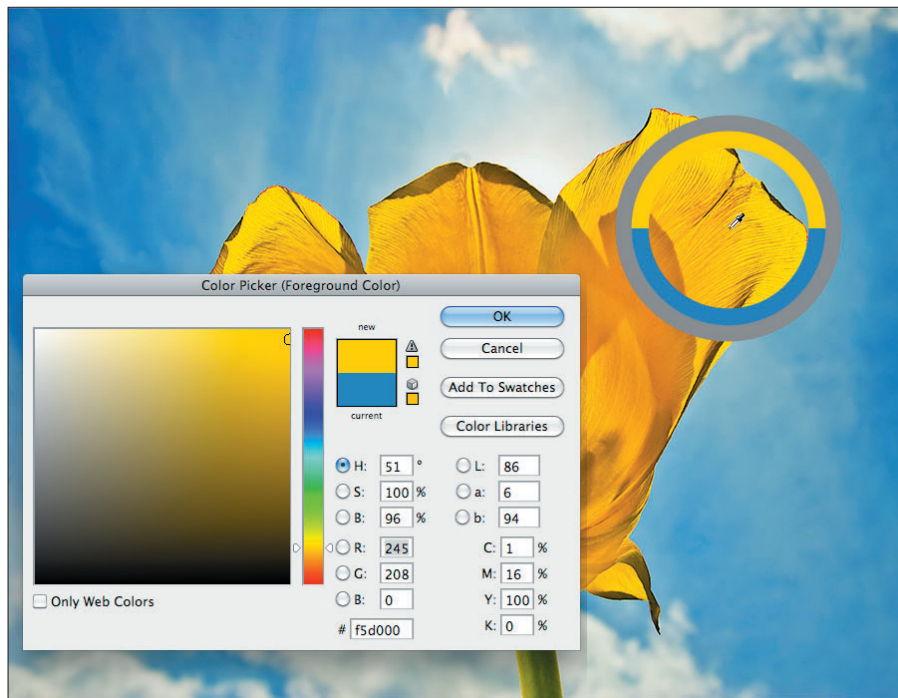 Color Picker (Foreground Color)
new
current
OK
Cancel
Add To Swatches
Color Libraries
H: 51 °
S: 100 %
B: 96 %
R: 245
G: 208
B: 0
# f5d000
L: 86
a: 6
b: 94
C: 1 %
M: 16 %
Y: 100 %
K: 0 %
Only Web Colors